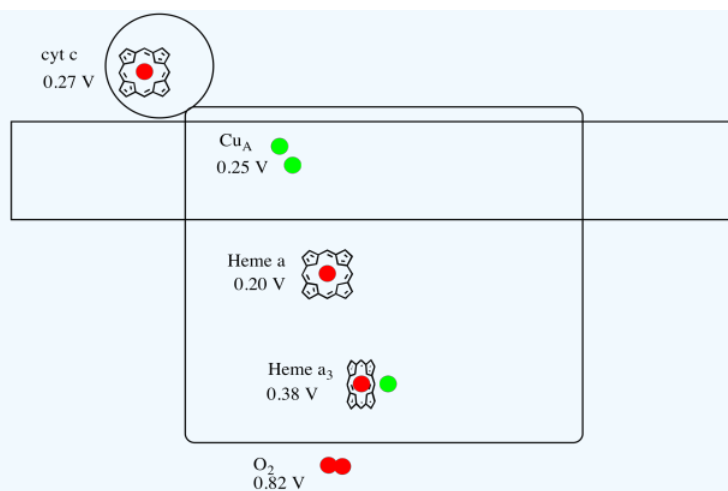 cyt c
0.27 V
CuA
0.25 V
Heme a
0.20 V
Heme a3
0.38 V
O2
0.82 V